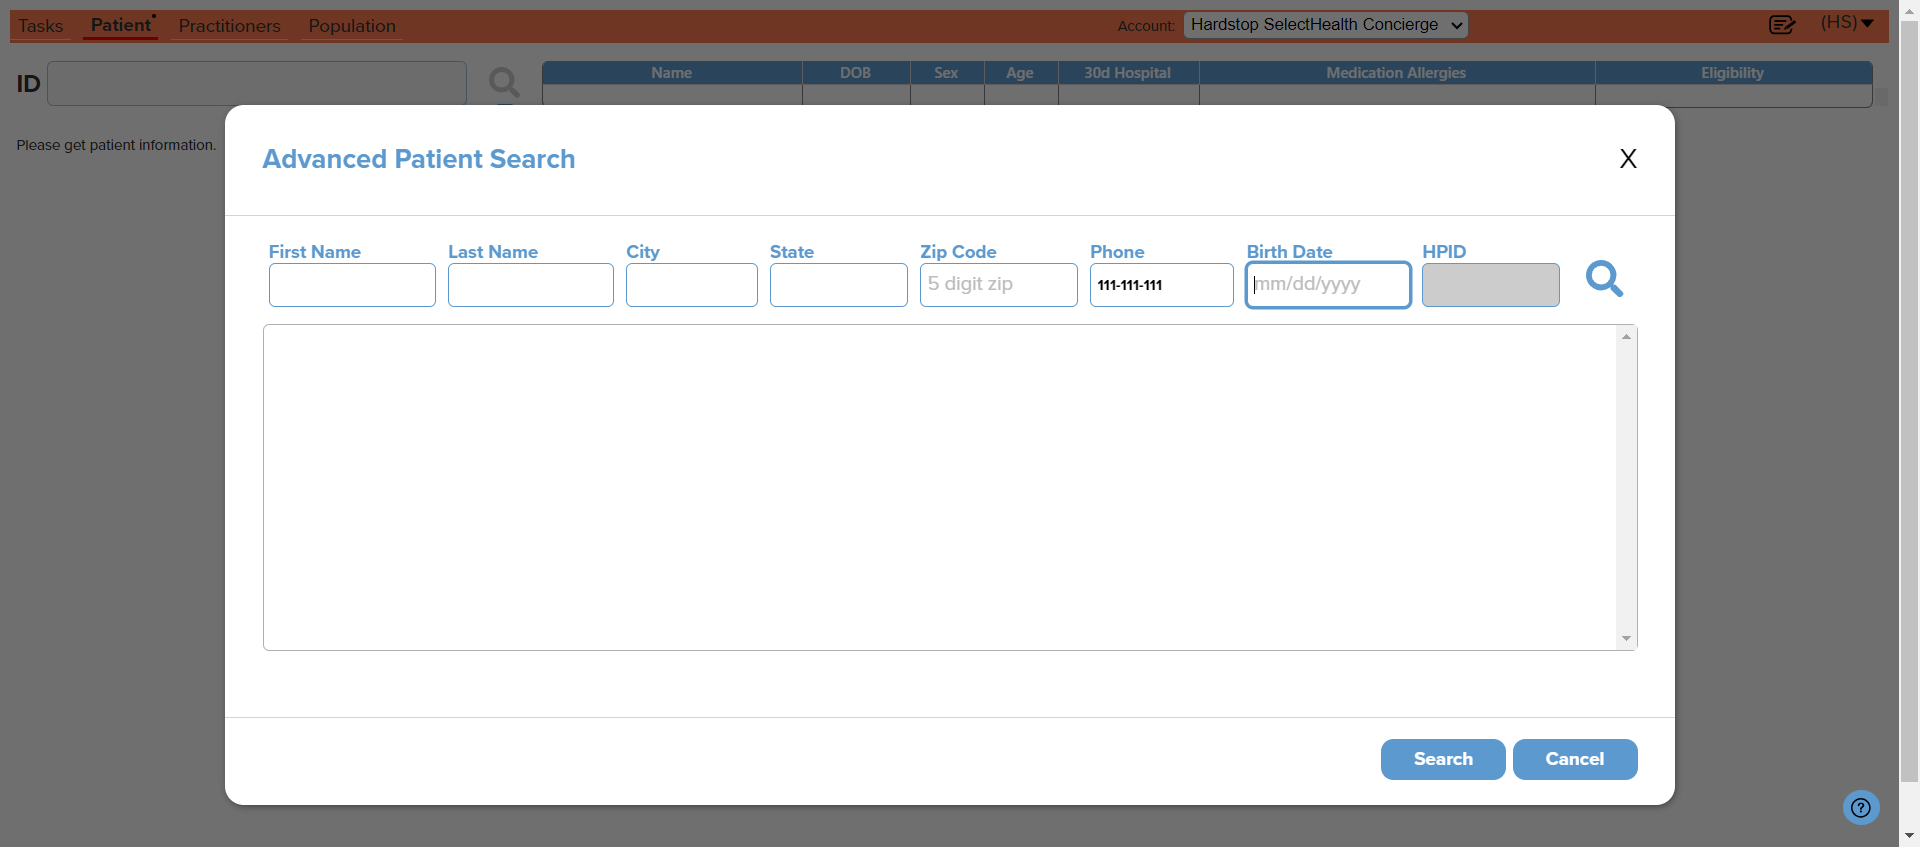 Tasks Patient Practitioners Population Account: Hardstop SelectHealth Concierge (HS)
ID
Name DOB Sex Age 30d Hospital Medication Allergies Eligibility
Please get patient information.
Advanced Patient Search X
First Name Last Name City State Zip Code Phone Birth Date HPID
5 digit zip 111-111-111 mm/dd/yyyy
Search Cancel
?